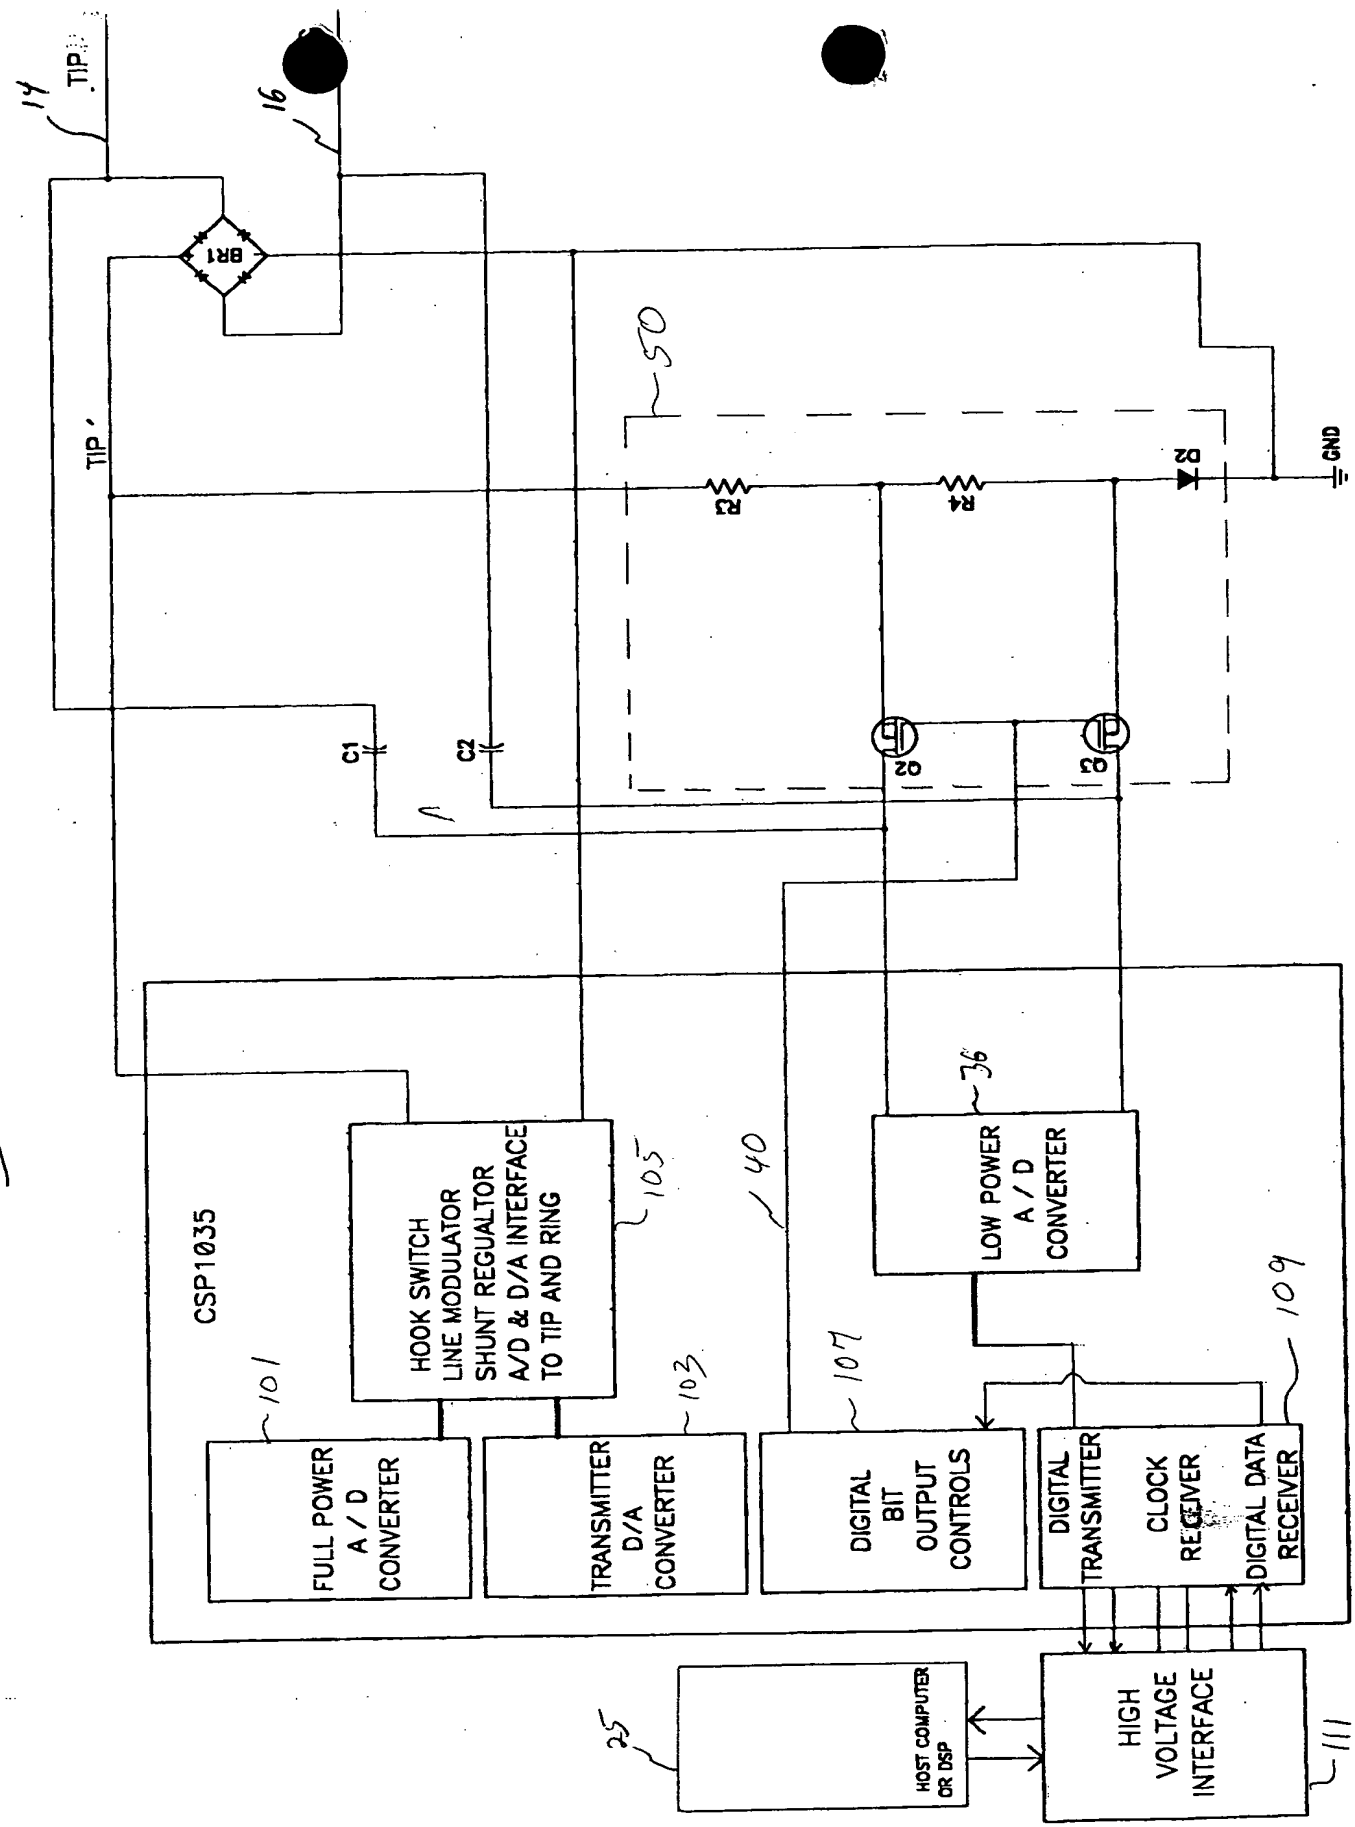 14
TIP
16
BR1
TIP'
50
R3
R4
D2
GND
C1
C2
Q2
Q3
CSP1035
HOOK SWITCH
LINE MODULATOR
SHUNT REGUALTOR
A/D & D/A INTERFACE
TO TIP AND RING
105
40
LOW POWER
A / D
CONVERTER
36
101
FULL POWER
A / D
CONVERTER
103
TRANSMITTER
D/A
CONVERTER
107
DIGITAL
BIT
OUTPUT
CONTROLS
109
DIGITAL
TRANSMITTER
CLOCK
RECEIVER
DIGITAL DATA
RECEIVER
25
HOST COMPUTER
OR DSP
HIGH
VOLTAGE
INTERFACE
111